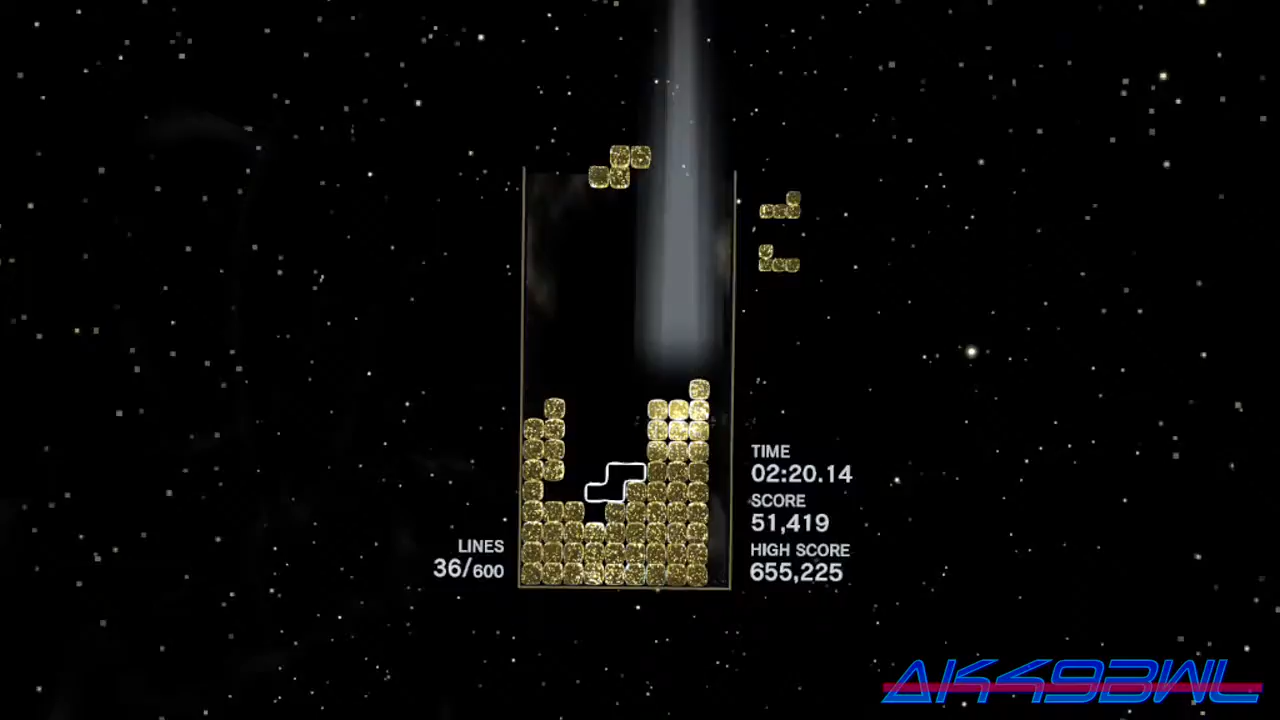 TIME
02:20.14
SCORE
51,419
LINES
36/600
HIGH SCORE
655,225
AK49BWL